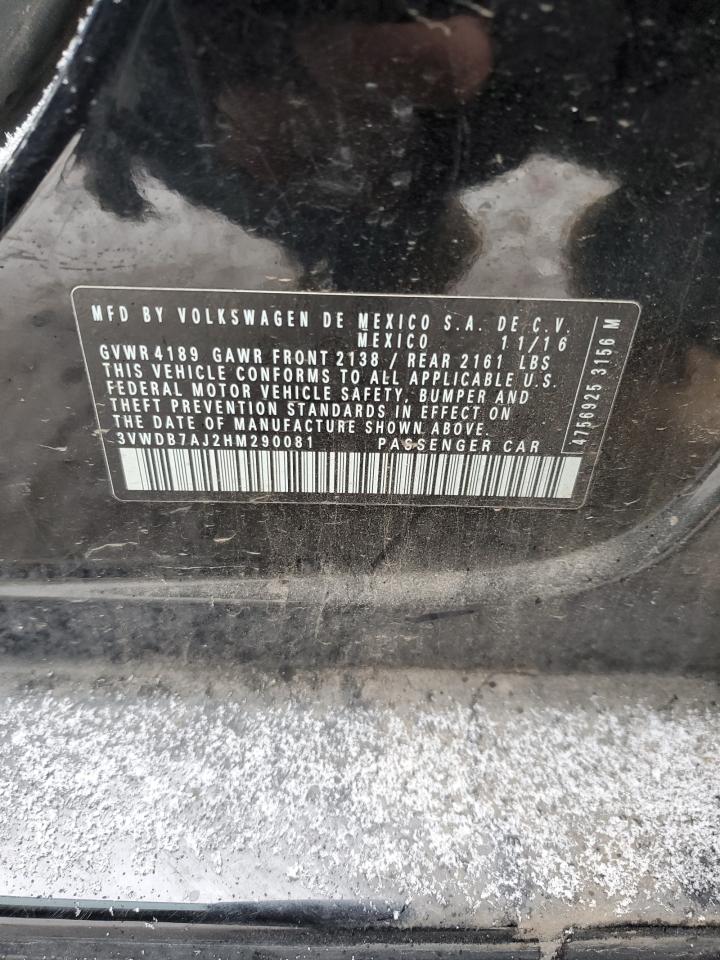 MFD BY VOLKSWAGEN DE MEXICO S.A. DE C.V.
MEXICO 11/16
GVWR 4189 GAWR FRONT 2138 / REAR 2161 LBS
THIS VEHICLE CONFORMS TO ALL APPLICABLE U.S.
FEDERAL MOTOR VEHICLE SAFETY, BUMPER AND
THEFT PREVENTION STANDARDS IN EFFECT ON
THE DATE OF MANUFACTURE SHOWN ABOVE.
3VWDB7AJ2HM290081 PASSENGER CAR
4756925 3156 M